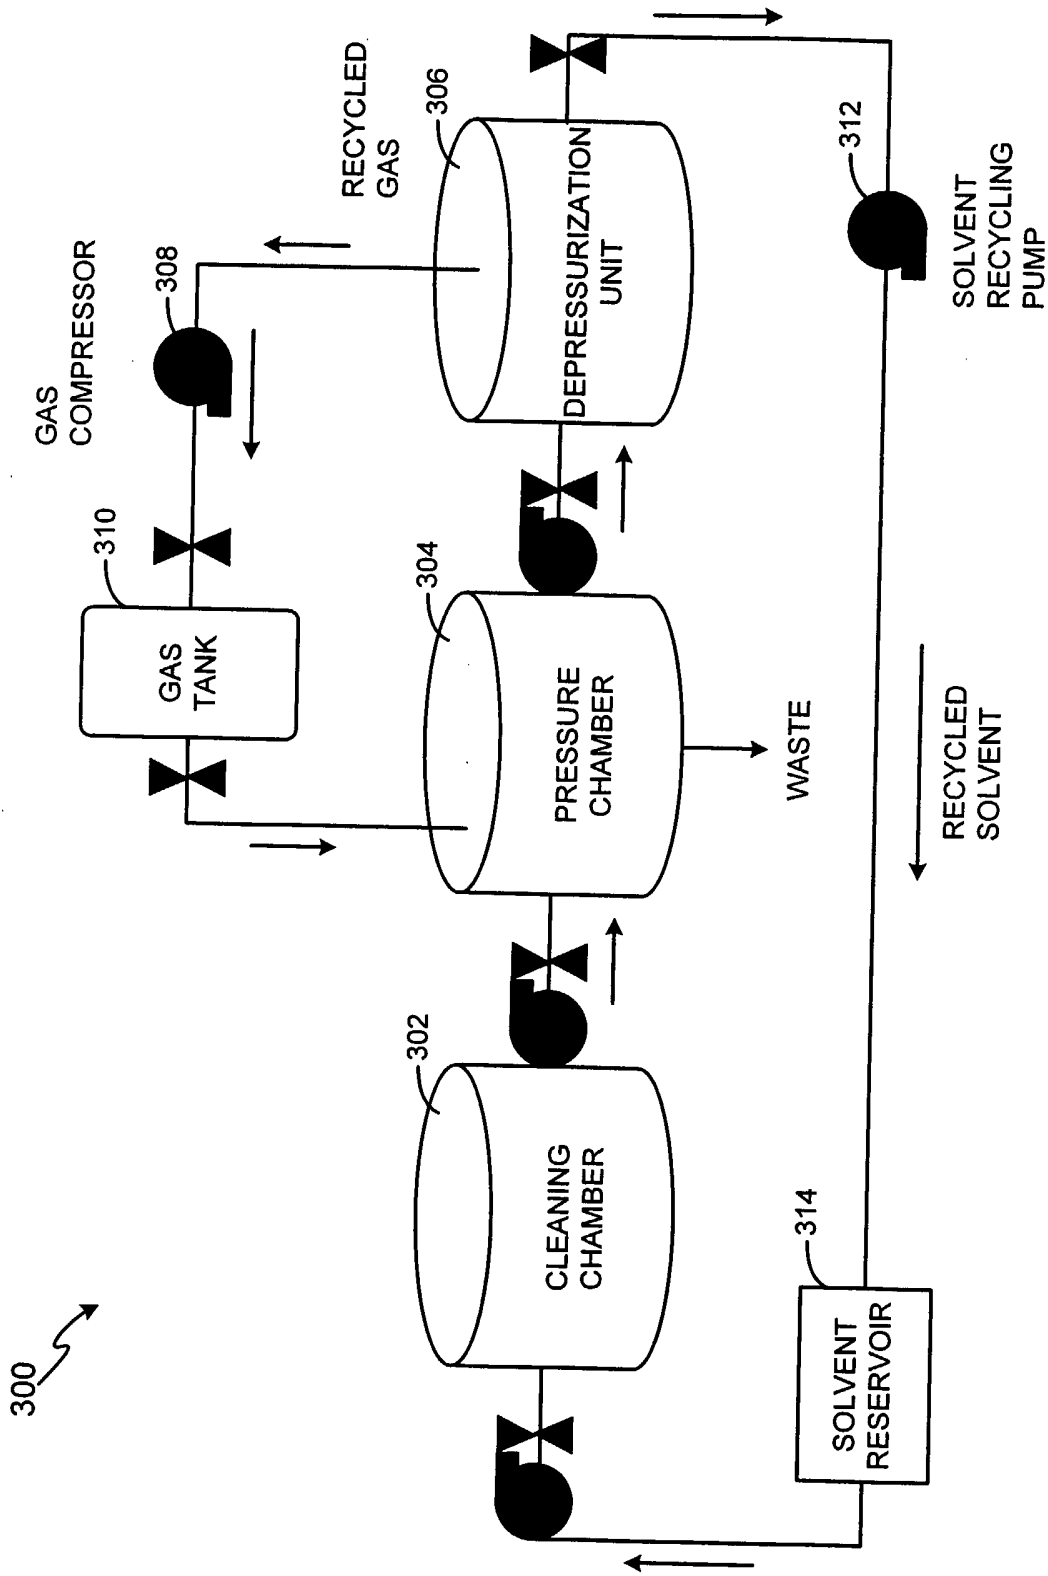 300
GAS
COMPRESSOR
308
310
GAS
TANK
RECYCLED
GAS
302
CLEANING
CHAMBER
304
PRESSURE
CHAMBER
306
DEPRESSURIZATION
UNIT
WASTE
314
SOLVENT
RESERVOIR
RECYCLED
SOLVENT
312
SOLVENT
RECYCLING
PUMP